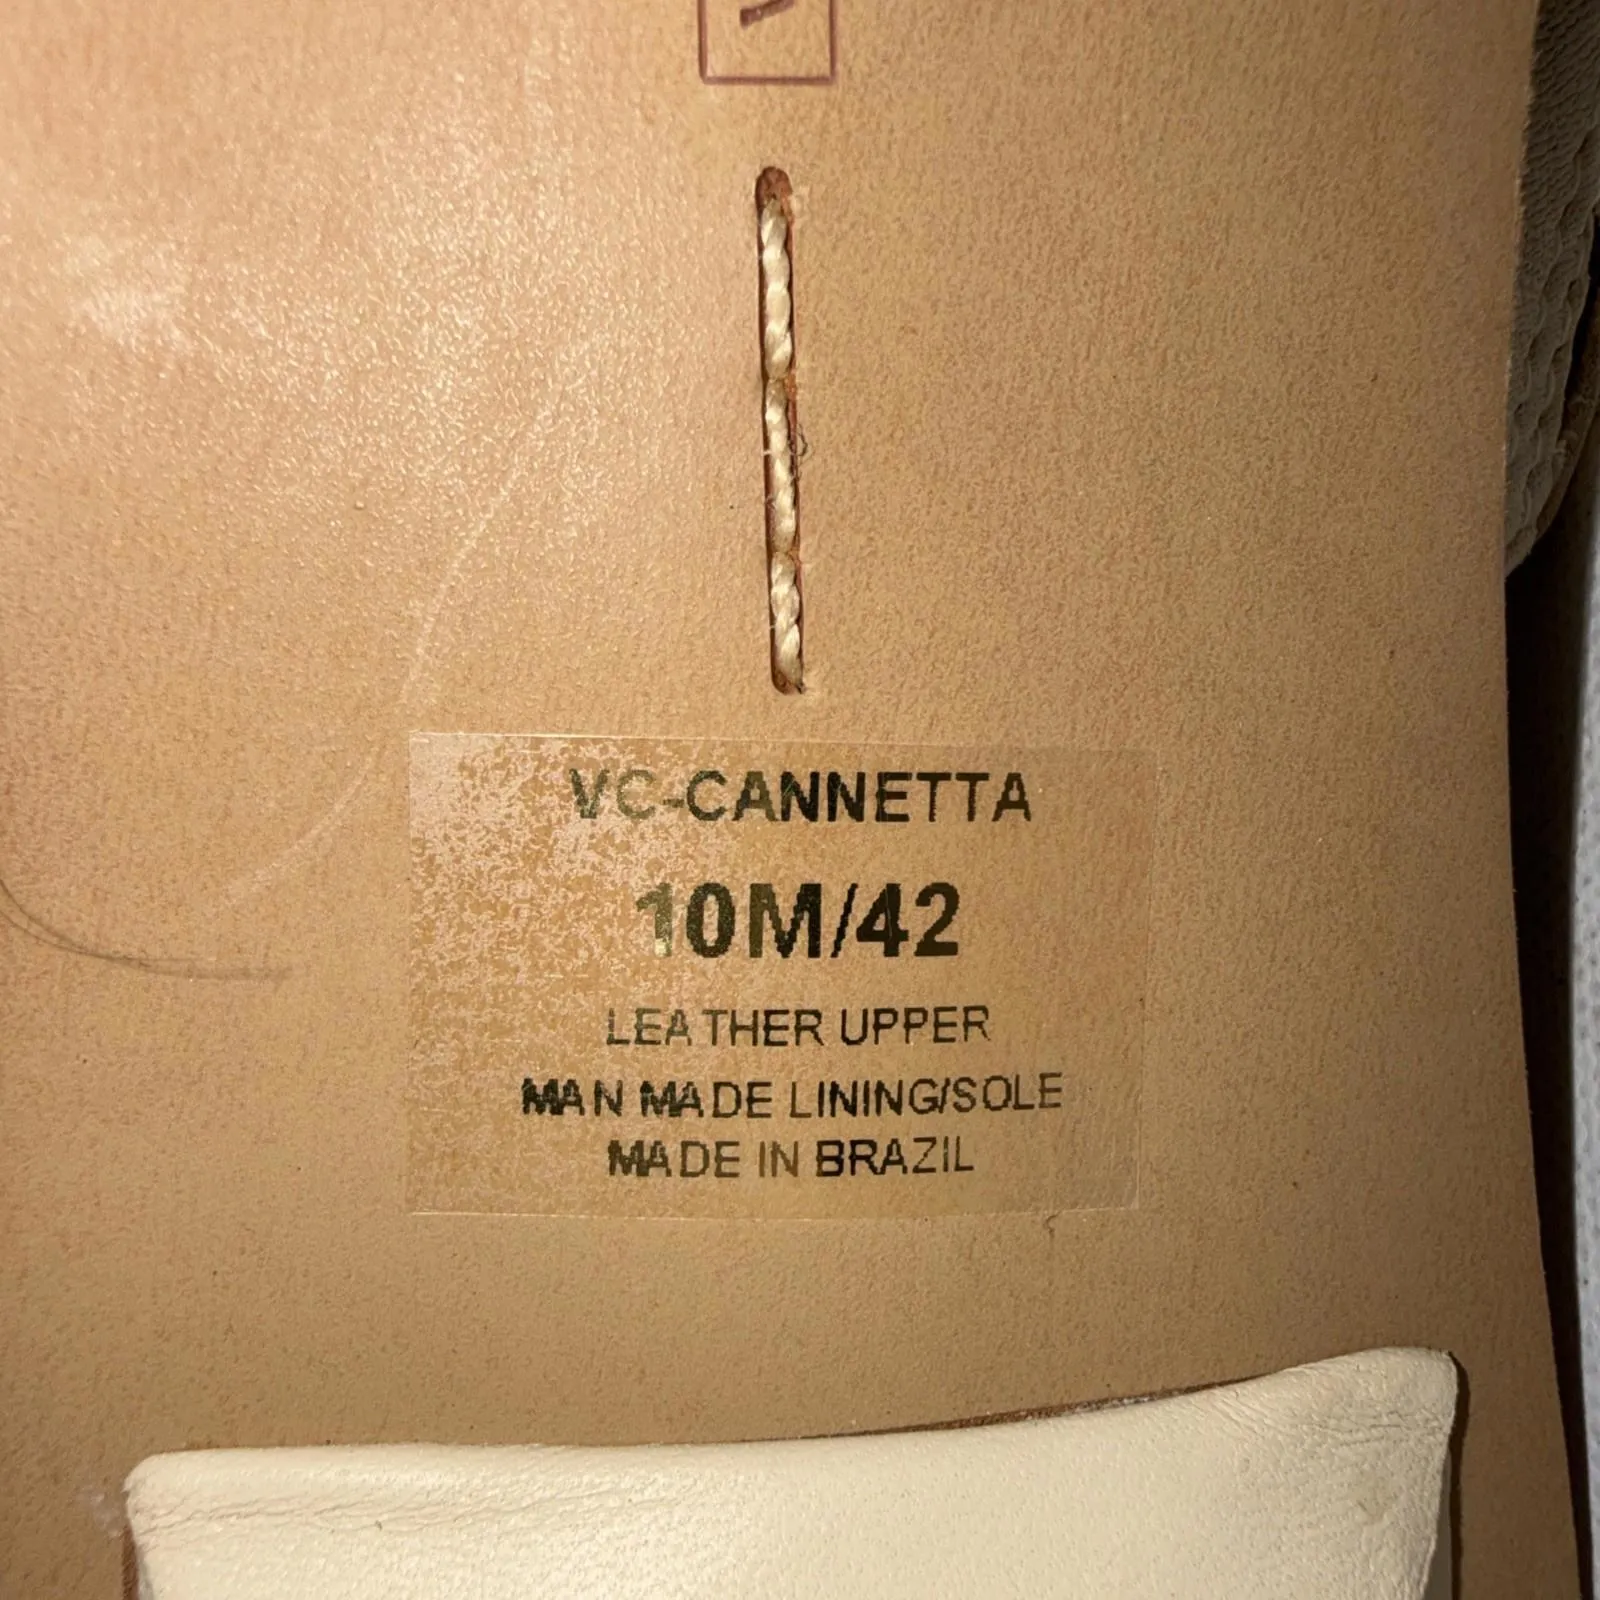 VC-CANNETTA
10M/42
LEATHER UPPER
MAN MADE LINING/SOLE
MADE IN BRAZIL